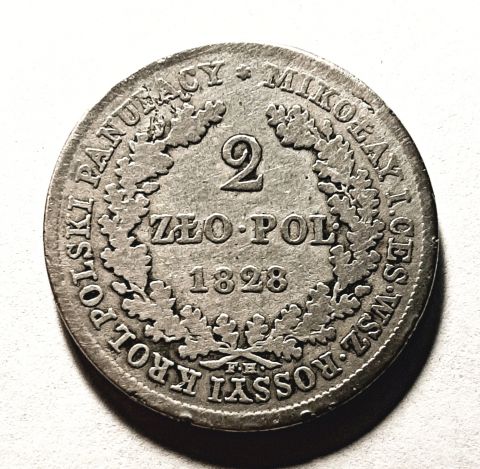 MIKOŁAY I. CES. WSZ. ROSSYI KROL POLSKI PANUIĄCY *
2
ZŁO · POL
1828
F. H.